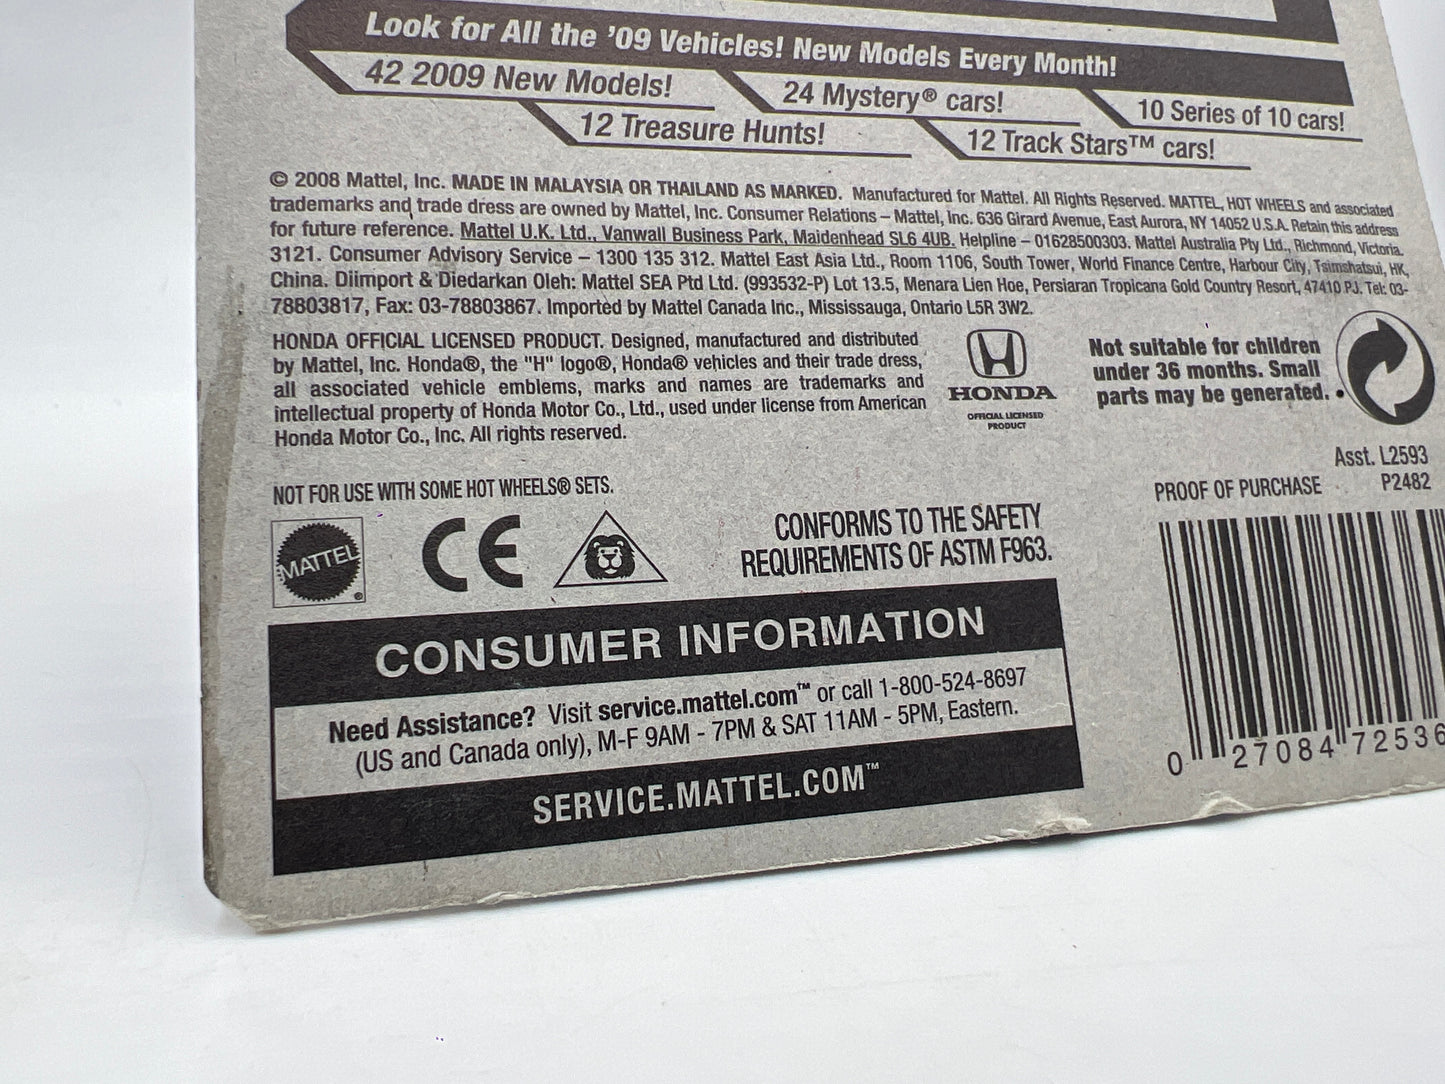 Look for All the '09 Vehicles! New Models Every Month!
42 2009 New Models!
24 Mystery® cars!
10 Series of 10 cars!
12 Treasure Hunts!
12 Track Stars™ cars!
© 2008 Mattel, Inc. MADE IN MALAYSIA OR THAILAND AS MARKED. Manufactured for Mattel. All Rights Reserved. MATTEL, HOT WHEELS and associated
trademarks and trade dress are owned by Mattel, Inc. Consumer Relations – Mattel, Inc. 636 Girard Avenue, East Aurora, NY 14052 U.S.A. Retain this address
for future reference. Mattel U.K. Ltd., Vanwall Business Park, Maidenhead SL6 4UB. Helpline – 01628500303. Mattel Australia Pty Ltd., Richmond, Victoria.
3121. Consumer Advisory Service – 1300 135 312. Mattel East Asia Ltd., Room 1106, South Tower, World Finance Centre, Harbour City, Tsimshatsui, HK,
China. Diimport & Diedarkan Oleh: Mattel SEA Ptd Ltd. (993532-P) Lot 13.5, Menara Lien Hoe, Persiaran Tropicana Gold Country Resort, 47410 PJ. Tel: 03-
78803817, Fax: 03-78803867. Imported by Mattel Canada Inc., Mississauga, Ontario L5R 3W2.
HONDA OFFICIAL LICENSED PRODUCT. Designed, manufactured and distributed
by Mattel, Inc. Honda®, the "H" logo®, Honda® vehicles and their trade dress,
all associated vehicle emblems, marks and names are trademarks and
intellectual property of Honda Motor Co., Ltd., used under license from American
Honda Motor Co., Inc. All rights reserved.
HONDA
OFFICIAL LICENSED
PRODUCT
Not suitable for children
under 36 months. Small
parts may be generated.
Asst. L2593
PROOF OF PURCHASE P2482
NOT FOR USE WITH SOME HOT WHEELS® SETS.
MATTEL®
CE
CONFORMS TO THE SAFETY
REQUIREMENTS OF ASTM F963.
CONSUMER INFORMATION
Need Assistance? Visit service.mattel.com™ or call 1-800-524-8697
(US and Canada only), M-F 9AM - 7PM & SAT 11AM - 5PM, Eastern.
SERVICE.MATTEL.COM™
0 27084 72536